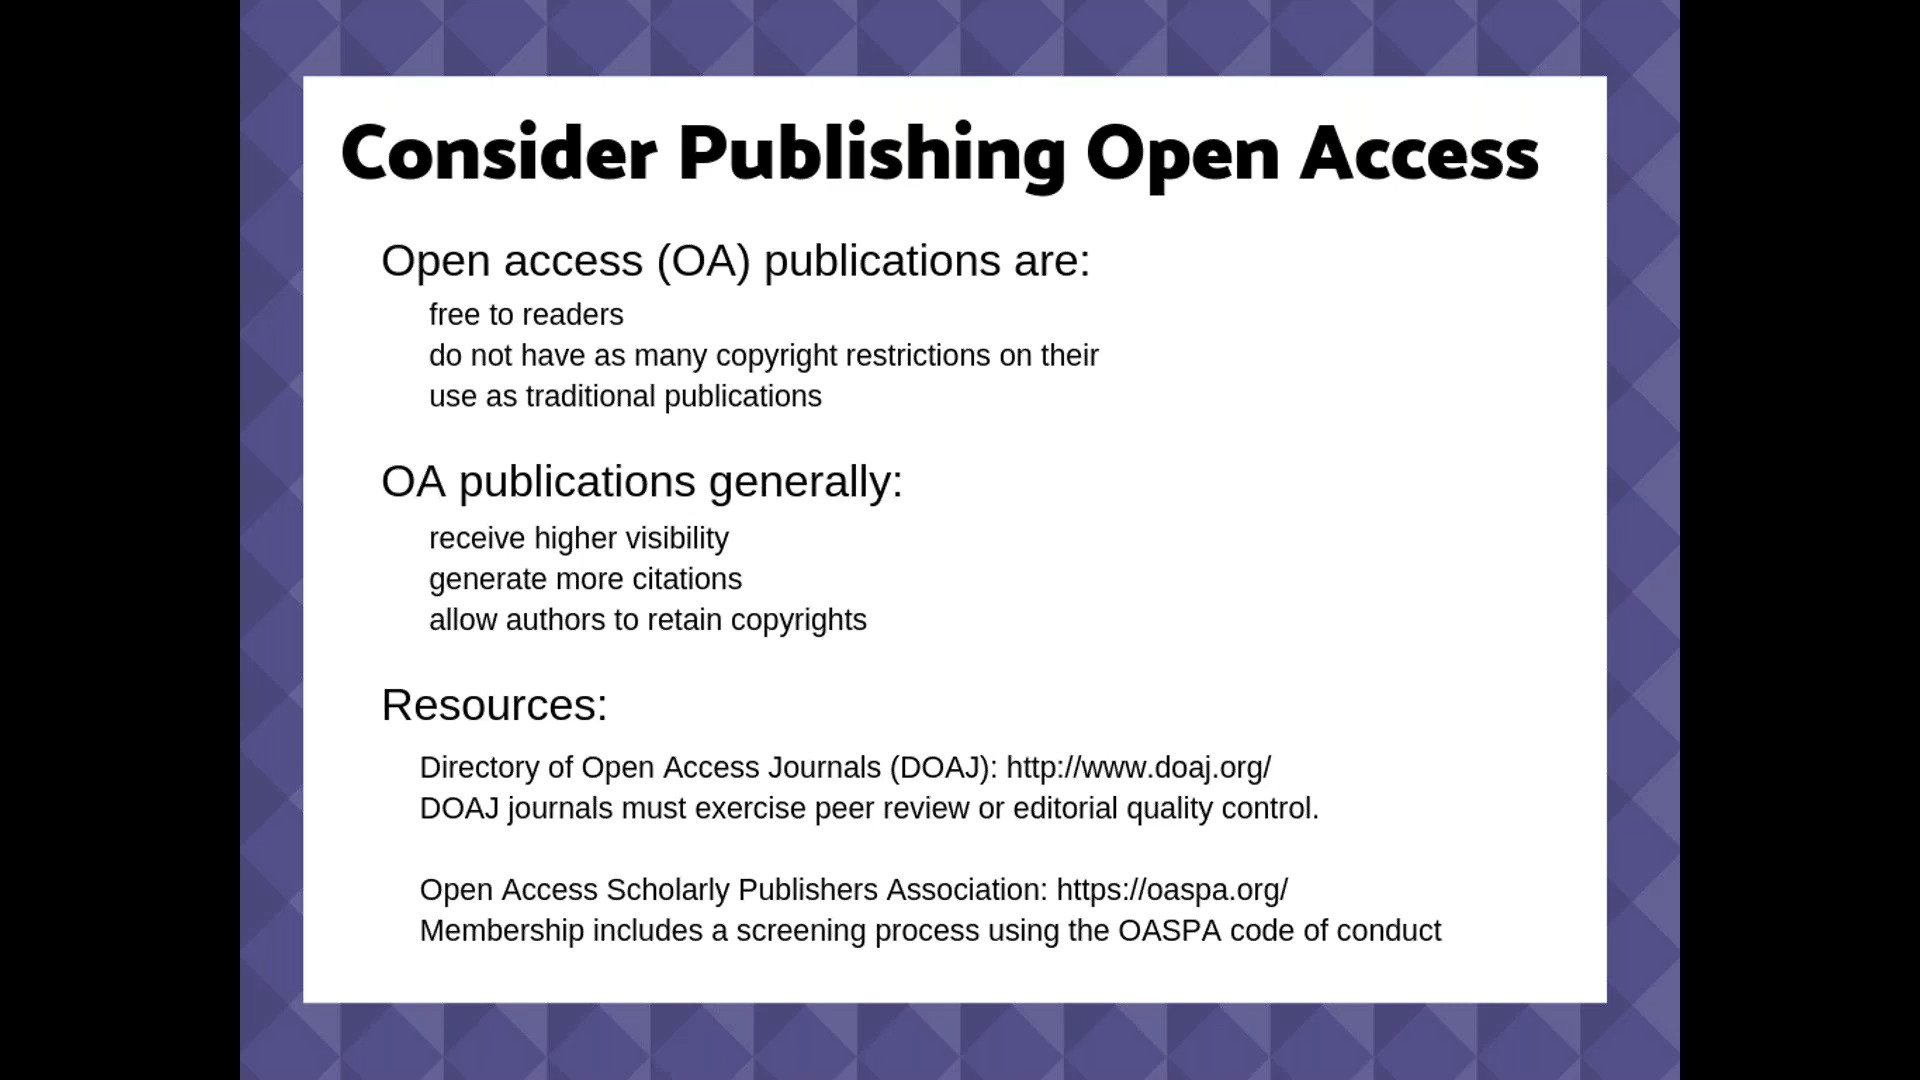 Consider Publishing Open Access
Open access (OA) publications are:
free to readers
do not have as many copyright restrictions on their
use as traditional publications
OA publications generally:
receive higher visibility
generate more citations
allow authors to retain copyrights
Resources:
Directory of Open Access Journals (DOAJ): http://www.doaj.org/
DOAJ journals must exercise peer review or editorial quality control.
Open Access Scholarly Publishers Association: https://oaspa.org/
Membership includes a screening process using the OASPA code of conduct